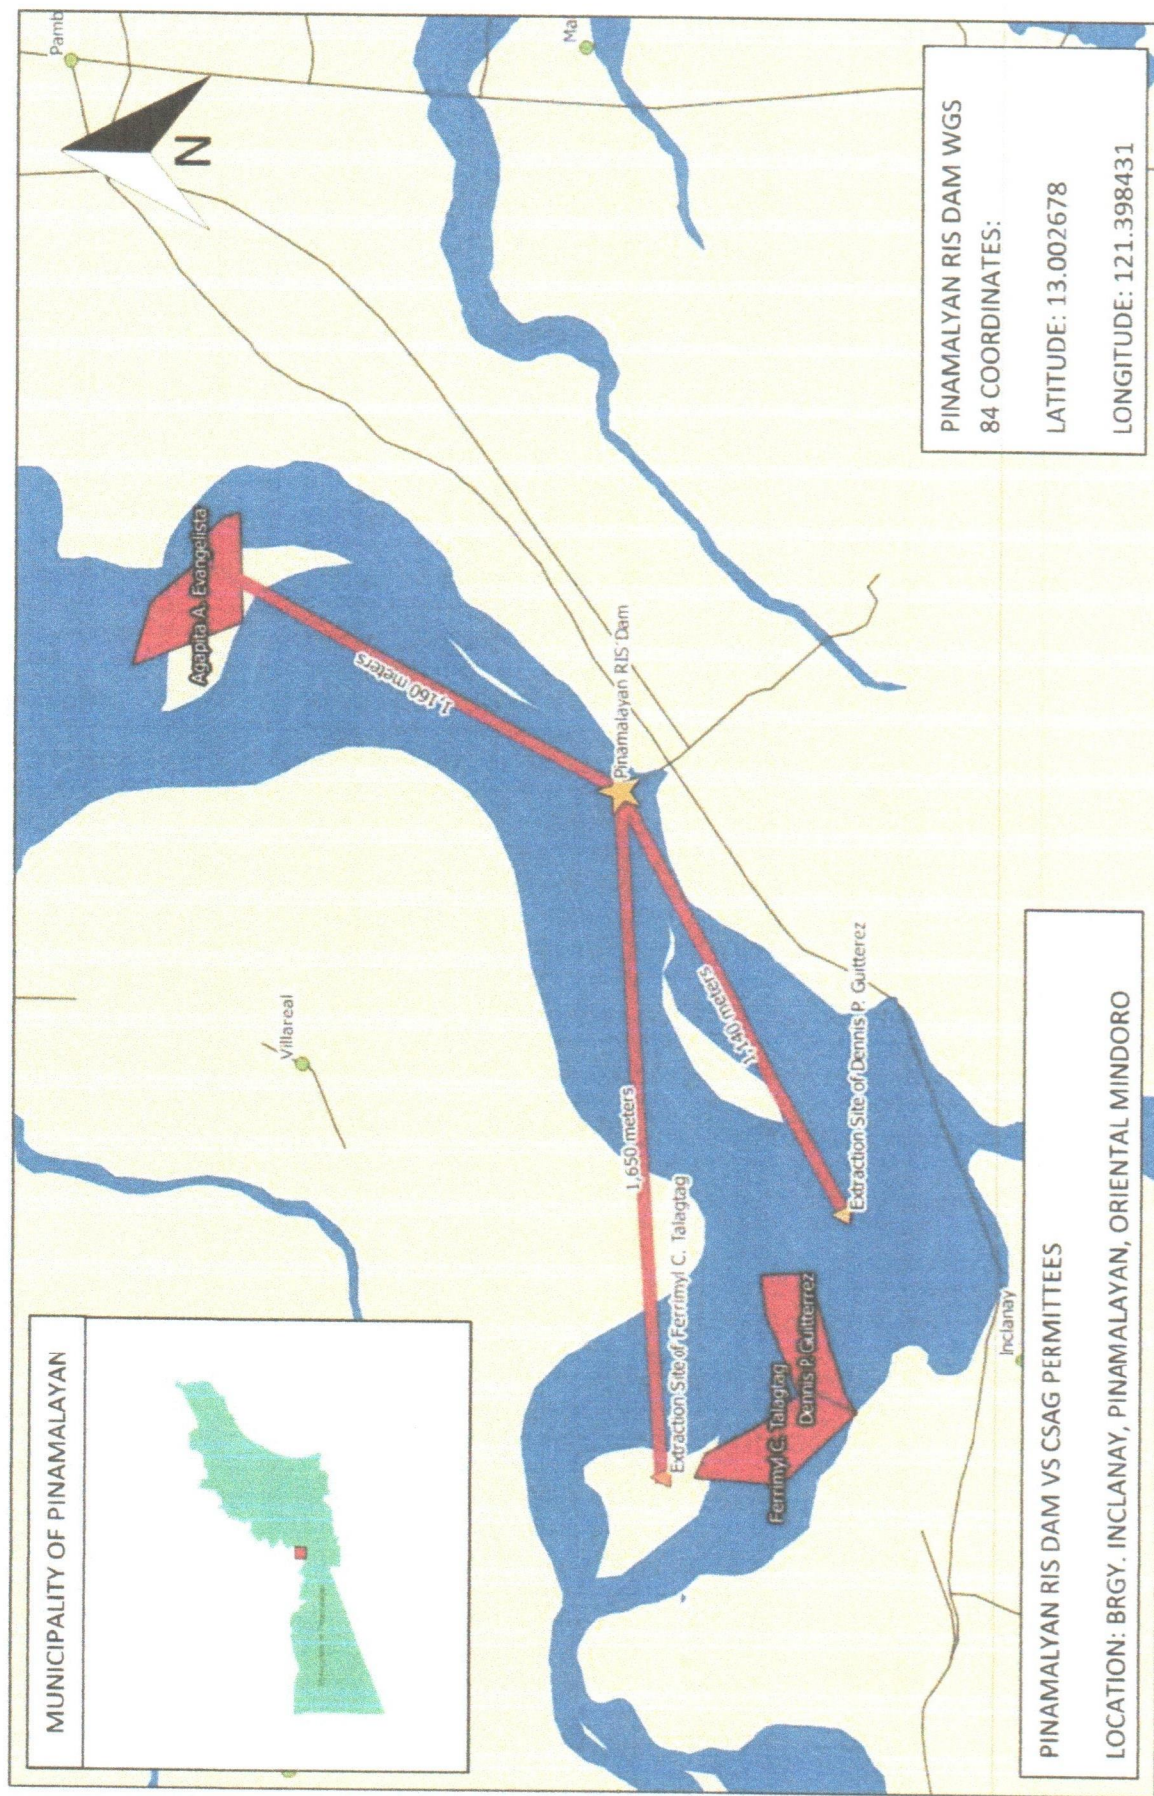 MUNICIPALITY OF PINAMALAYAN
Pamb
Ma
N
Villareal
Agapita A. Evangelista
1,160 meters
Pinamalayan RIS Dam
1,650 meters
1,140 meters
Extraction Site of Ferrimyl C. Talagtag
Extraction Site of Dennis P. Guitterez
Ferrimyl C. Talagtag
Dennis P. Guitterrez
Inclanay
PINAMALYAN RIS DAM VS CSAG PERMITTEES
LOCATION: BRGY. INCLANAY, PINAMALAYAN, ORIENTAL MINDORO
PINAMALYAN RIS DAM WGS
84 COORDINATES:
LATITUDE: 13.002678
LONGITUDE: 121.398431